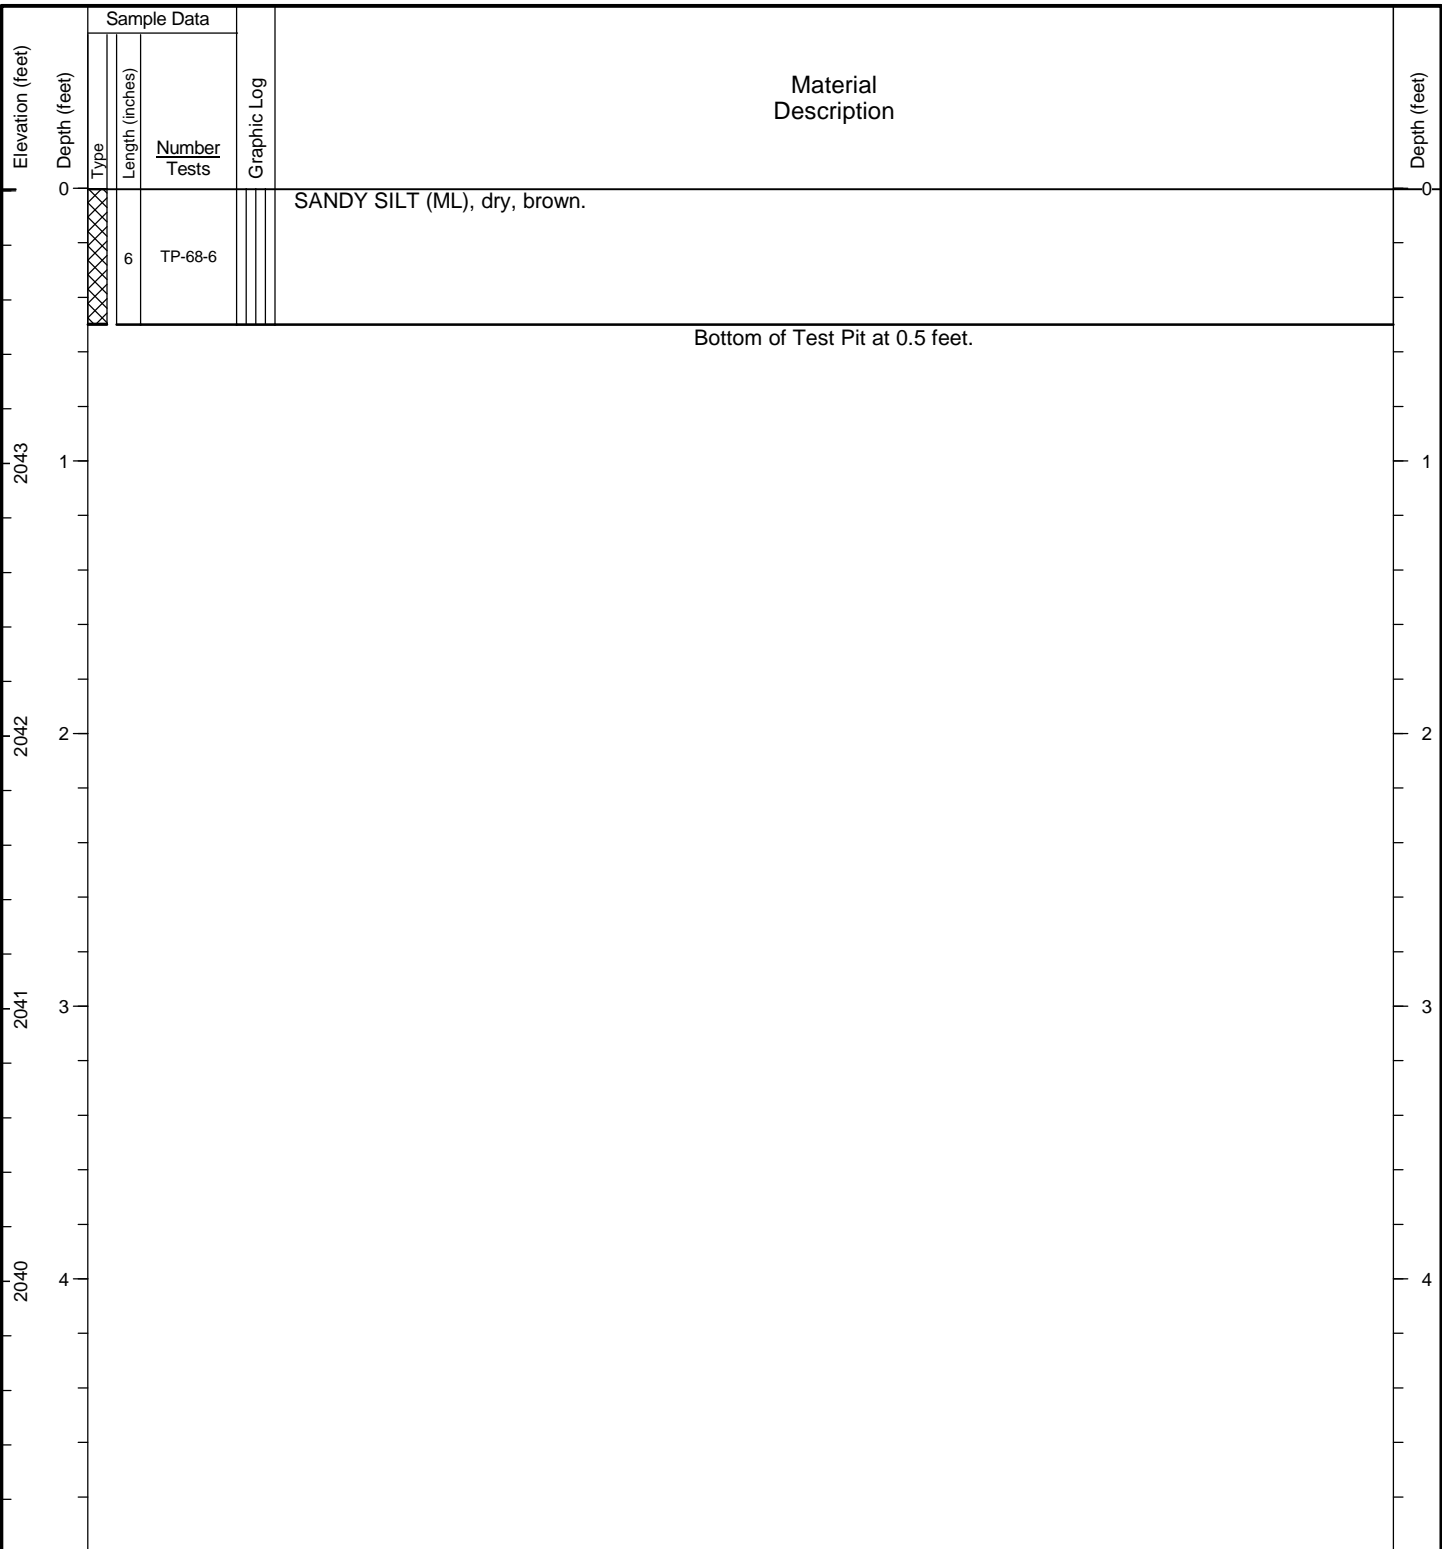 Sample Data
Elevation (feet)
Depth (feet)
Type
Length (inches)
Number
Tests
Graphic Log
Material
Description
Depth (feet)
0
SANDY SILT (ML), dry, brown.
0
6
TP-68-6
Bottom of Test Pit at 0.5 feet.
2043
1
1
2042
2
2
2041
3
3
2040
4
4